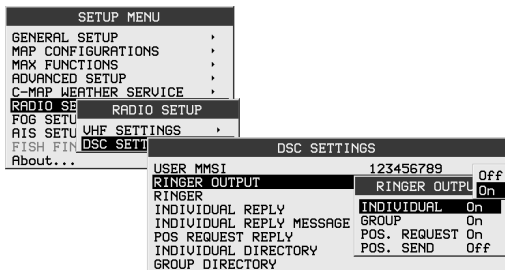 SETUP MENU
GENERAL SETUP
MAP CONFIGURATIONS
MAX FUNCTIONS
ADVANCED SETUP
C-MAP WEATHER SERVICE
RADIO SE
FOG SETU
AIS SETU
FISH FIN
About...
RADIO SETUP
VHF SETTINGS
DSC SETT
DSC SETTINGS
USER MMSI 123456789
RINGER OUTPUT
RINGER
INDIVIDUAL REPLY
INDIVIDUAL REPLY MESSAGE
POS REQUEST REPLY
INDIVIDUAL DIRECTORY
GROUP DIRECTORY
RINGER OUTPU
INDIVIDUAL On
GROUP On
POS. REQUEST On
POS. SEND Off
Off
On